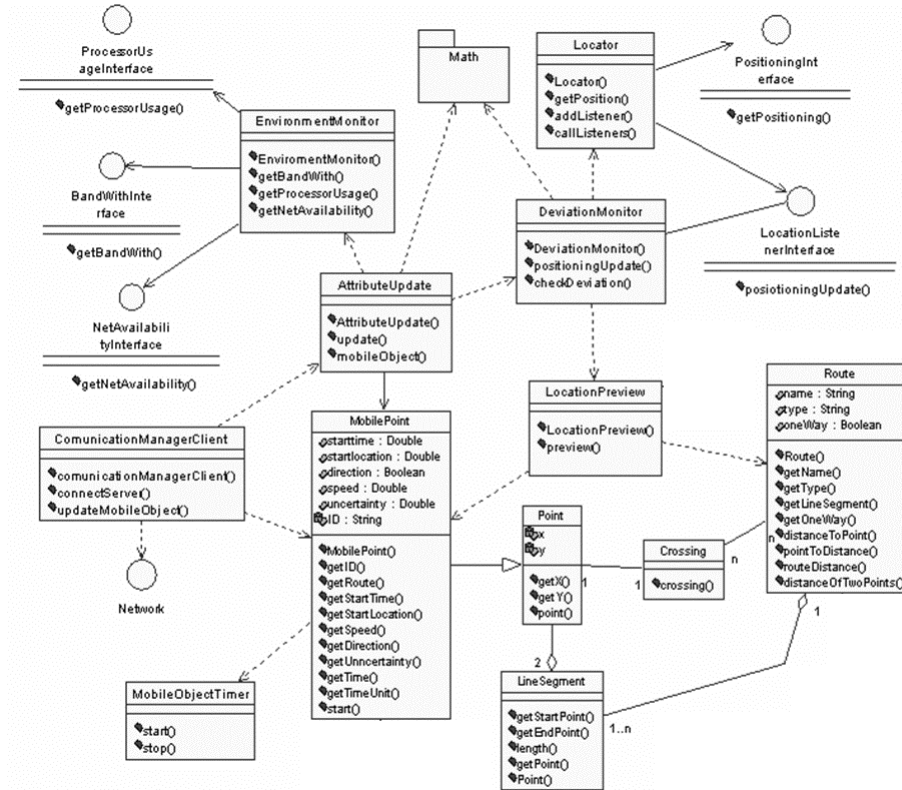 ProcessorUs
ageInterface
getProcessorUsage()
BandWithInte
rface
getBandWith()
NetAvailabili
tyInterface
getNetAvailability()
EnvironmentMonitor
EnviromentMonitor()
getBandWith()
getProcessorUsage()
getNetAvailability()
Math
Locator
Locator()
getPosition()
addListener()
callListeners()
PositioningInt
erface
getPositioning()
LocationListe
nerInterface
posiotioningUpdate()
DeviationMonitor
DeviationMonitor()
positioningUpdate()
checkDeviation()
AttributeUpdate
AttributeUpdate()
update()
mobileObject()
LocationPreview
LocationPreview()
preview()
Route
name : String
type : String
oneWay : Boolean
Route()
getName()
getType()
getLineSegment()
getOneWay()
distanceToPoint()
pointToDistance()
routeDistance()
distanceOfTwoPoints()
ComunicationManagerClient
comunicationManagerClient()
connectServer()
updateMobileObject()
Network
MobilePoint
starttime : Double
startlocation : Double
direction : Boolean
speed : Double
uncertainty : Double
ID : String
MobilePoint()
getID()
getRoute()
getStartTime()
getStartLocation()
getSpeed()
getDirection()
getUnncertainty()
getTime()
getTimeUnit()
start()
Point
x
y
getX()
getY()
point()
1
1
Crossing
crossing()
n
n
1
2
1..n
LineSegment
getStartPoint()
getEndPoint()
length()
getPoint()
Point()
MobileObjectTimer
start()
stop()